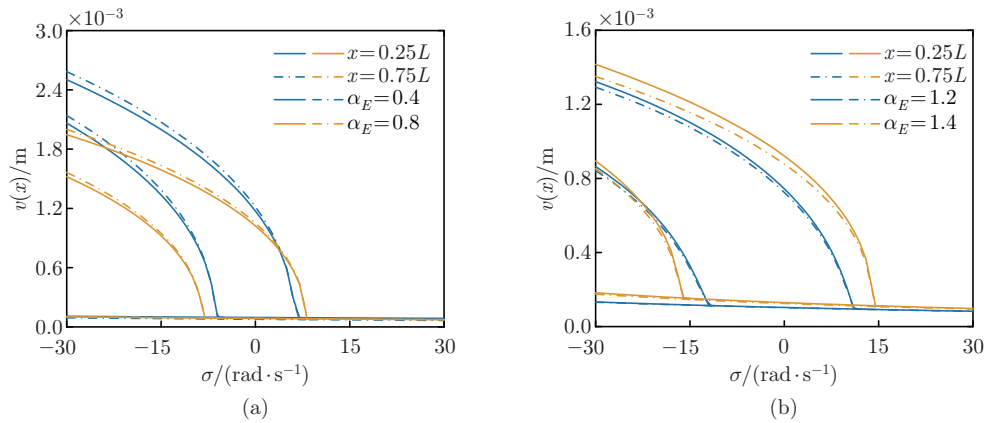 ×10⁻³
3.0
2.4
1.8
1.2
0.6
0.0
v(x)/m
x=0.25L
x=0.75L
α_E=0.4
α_E=0.8
−30 −15 0 15 30
σ/(rad·s⁻¹)
(a)
×10⁻³
1.6
1.2
0.8
0.4
0.0
v(x)/m
x=0.25L
x=0.75L
α_E=1.2
α_E=1.4
−30 −15 0 15 30
σ/(rad·s⁻¹)
(b)